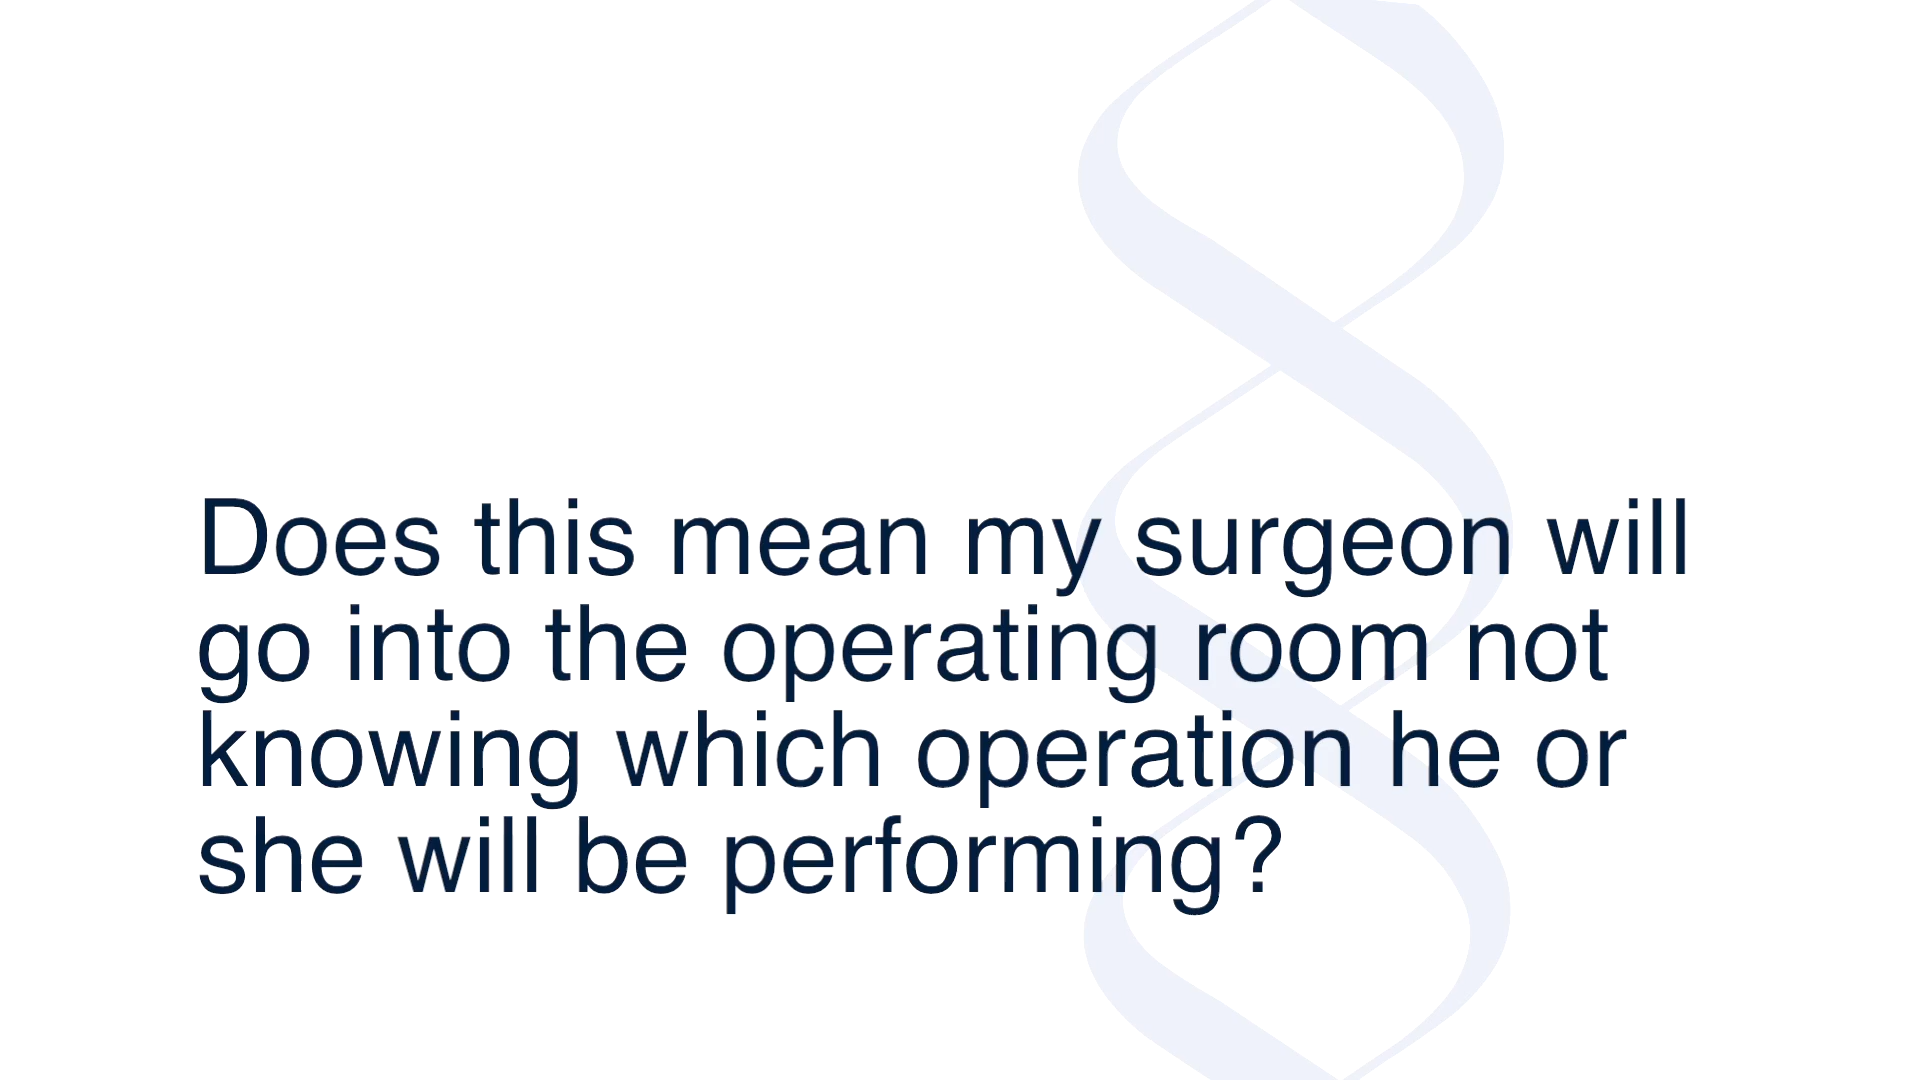 Does this mean my surgeon will
go into the operating room not
knowing which operation he or
she will be performing?